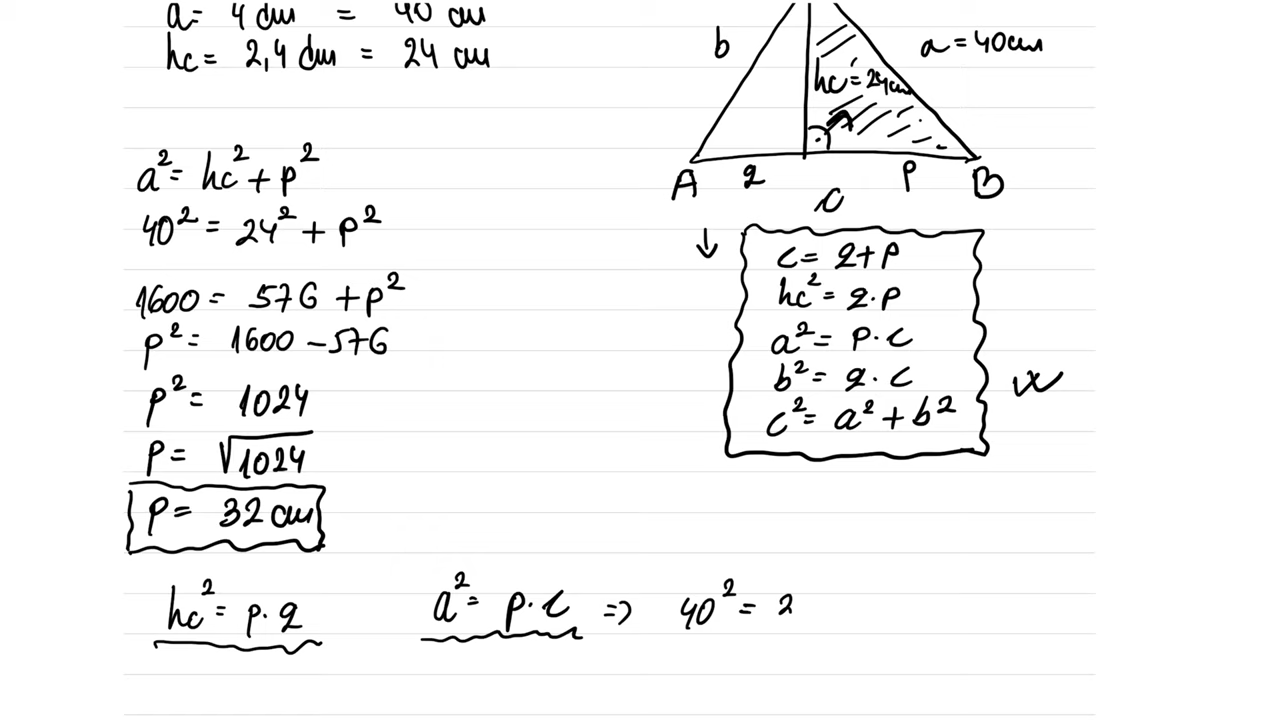 a = 4 dm = 40 cm
hc = 2,4 dm = 24 cm
b
a = 40cm
hc = 24cm
A
q
p
B
c
a² = hc² + p²
40² = 24² + p²
1600 = 576 + p²
p² = 1600 - 576
p² = 1024
p = √1024
p = 32 cm
c = q + p
hc² = q · p
a² = p · c
b² = q · c
c² = a² + b²
hc² = p · q
a² = p · c => 40² = 3